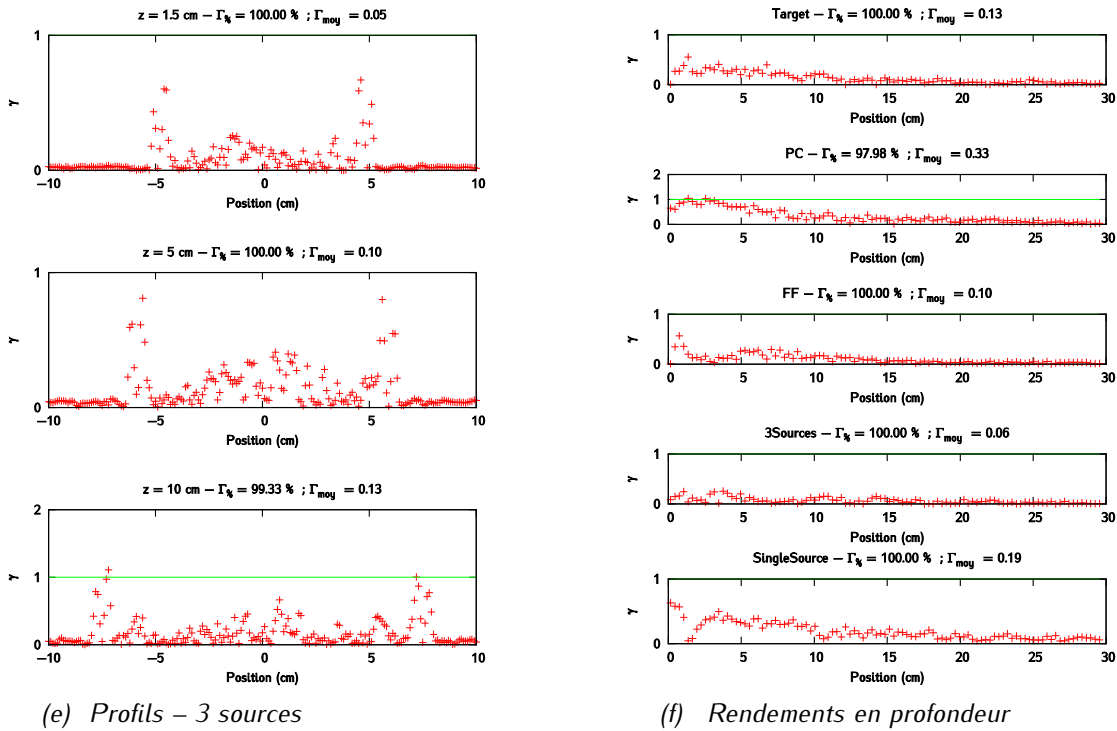 z = 1.5 cm – Γ% = 100.00 % ; Γmoy = 0.05
1
γ
0
−10 −5 0 5 10
Position (cm)
z = 5 cm – Γ% = 100.00 % ; Γmoy = 0.10
1
γ
0
−10 −5 0 5 10
Position (cm)
z = 10 cm – Γ% = 99.33 % ; Γmoy = 0.13
2
γ
1
0
−10 −5 0 5 10
Position (cm)
(e) Profils – 3 sources
Target – Γ% = 100.00 % ; Γmoy = 0.13
1
γ
0
0 5 10 15 20 25 30
Position (cm)
PC – Γ% = 97.98 % ; Γmoy = 0.33
2
γ
1
0
0 5 10 15 20 25 30
Position (cm)
FF – Γ% = 100.00 % ; Γmoy = 0.10
1
γ
0
0 5 10 15 20 25 30
Position (cm)
3Sources – Γ% = 100.00 % ; Γmoy = 0.06
1
γ
0
0 5 10 15 20 25 30
Position (cm)
SingleSource – Γ% = 100.00 % ; Γmoy = 0.19
1
γ
0
0 5 10 15 20 25 30
Position (cm)
(f) Rendements en profondeur